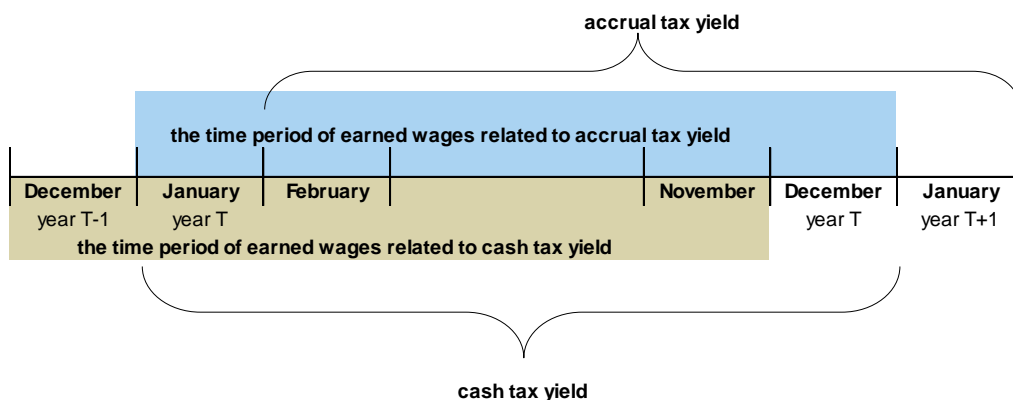 accrual tax yield
the time period of earned wages related to accrual tax yield
December January February November December January
year T-1 year T year T year T+1
the time period of earned wages related to cash tax yield
cash tax yield